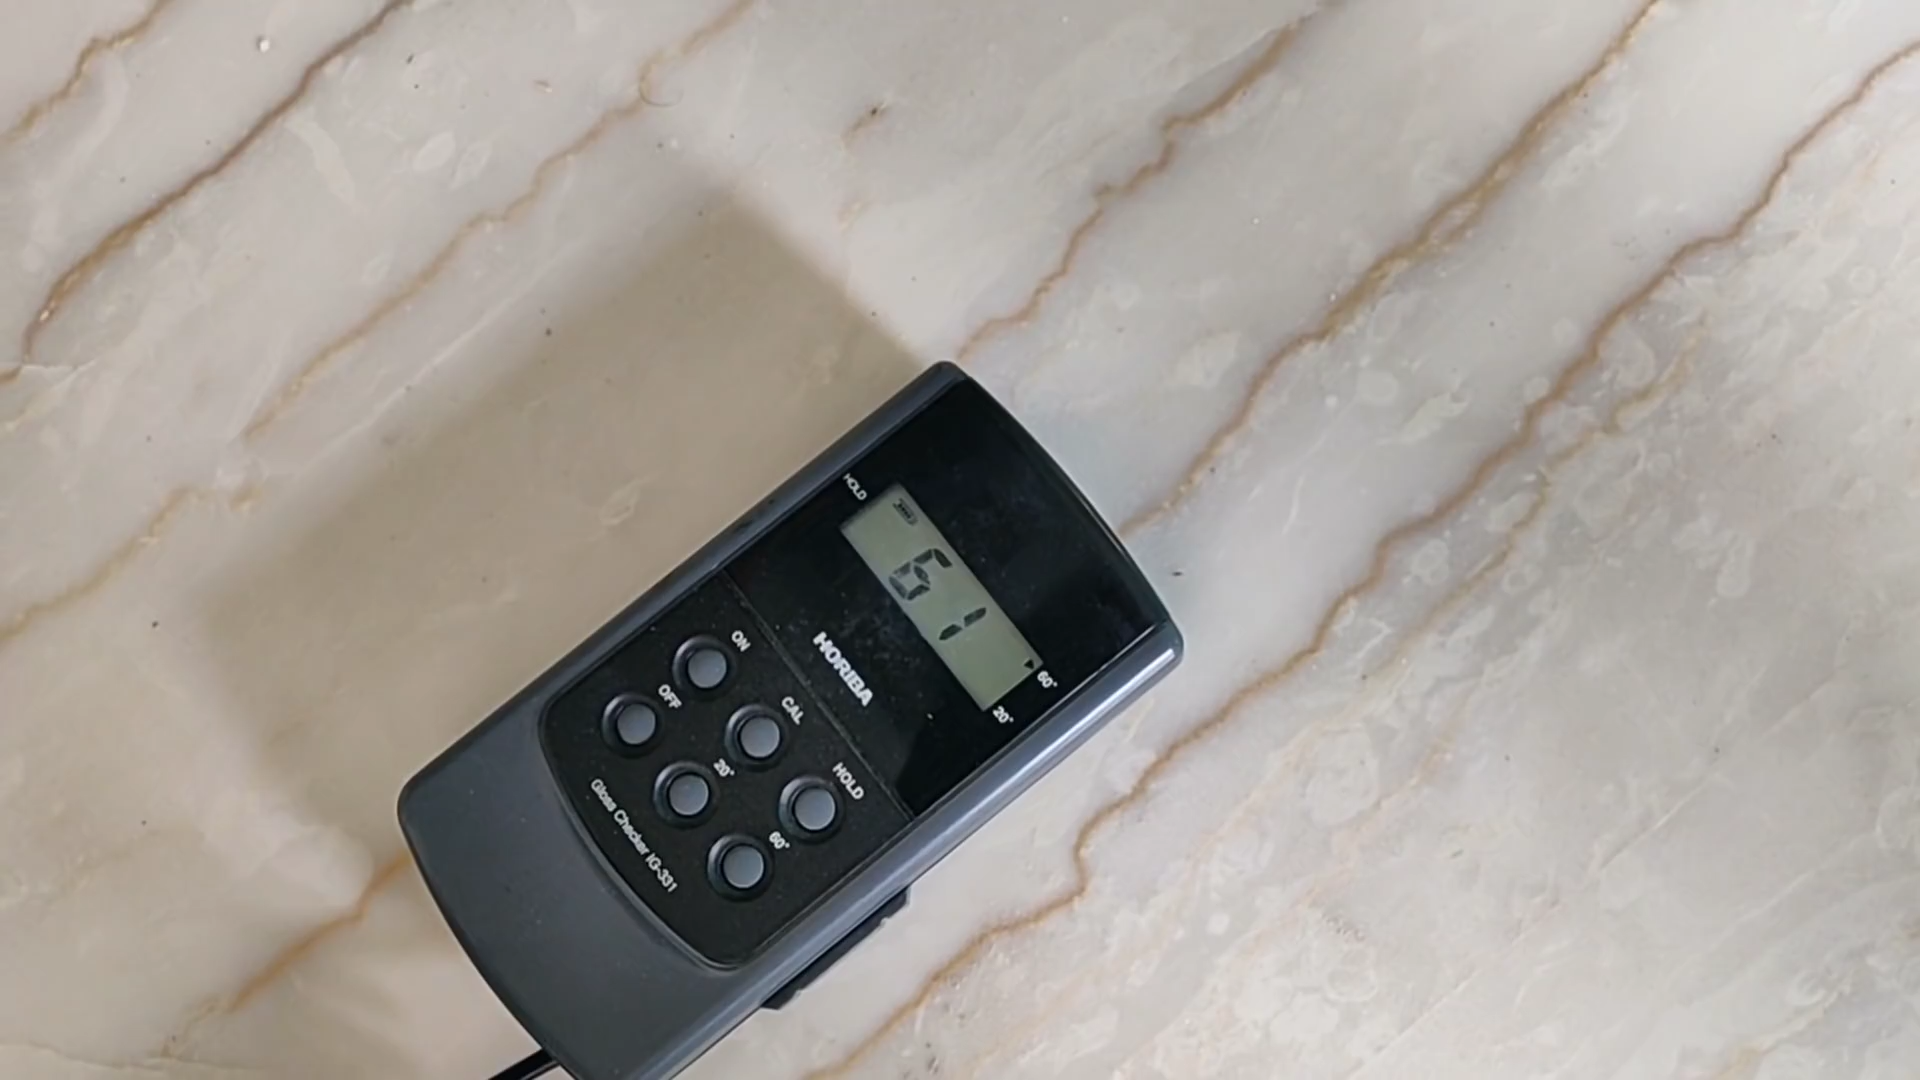 HOLD
61
60°
20°
HORIBA
ON
OFF
CAL
20°
HOLD
60°
Gloss Checker IG-331